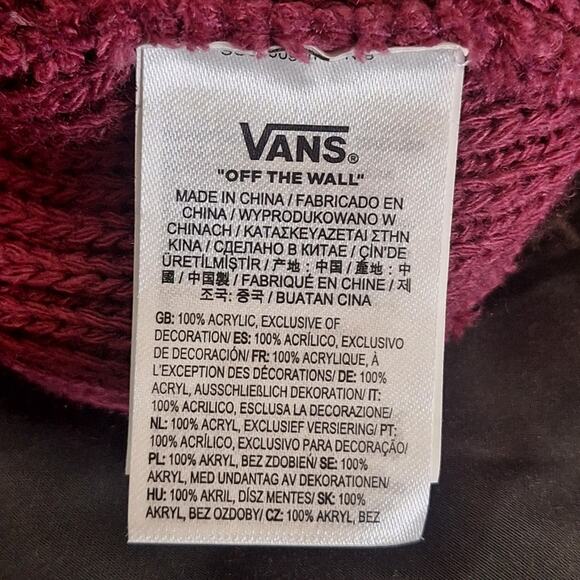 VANS®
"OFF THE WALL"
MADE IN CHINA / FABRICADO EN
CHINA / WYPRODUKOWANO W
CHINACH / ΚΑΤΑΣΚΕΥΑΖΕΤΑΙ ΣΤΗΝ
ΚΙΝΑ / СДЕЛАНО В КИТАЕ / ÇİN'DE
ÜRETİLMİŞTİR / 产地 : 中国 / 產地 : 中
國 / 中国製 / FABRIQUÉ EN CHINE / 제
조국: 중국 / BUATAN CINA
GB: 100% ACRYLIC, EXCLUSIVE OF
DECORATION/ ES: 100% ACRÍLICO, EXCLUSIVO
DE DECORACIÓN/ FR: 100% ACRYLIQUE, À
L'EXCEPTION DES DÉCORATIONS/ DE: 100%
ACRYL, AUSSCHLIEßLICH DEKORATION/ IT:
100% ACRILICO, ESCLUSA LA DECORAZIONE/
NL: 100% ACRYL, EXCLUSIEF VERSIERING/ PT:
100% ACRÍLICO, EXCLUSIVO PARA DECORAÇÃO/
PL: 100% AKRYL, BEZ ZDOBIEŃ/ SE: 100%
AKRYL, MED UNDANTAG AV DEKORATIONEN/
HU: 100% AKRIL, DÍSZ MENTES/ SK: 100%
AKRYL, BEZ OZDOBY/ CZ: 100% AKRYL, BEZ